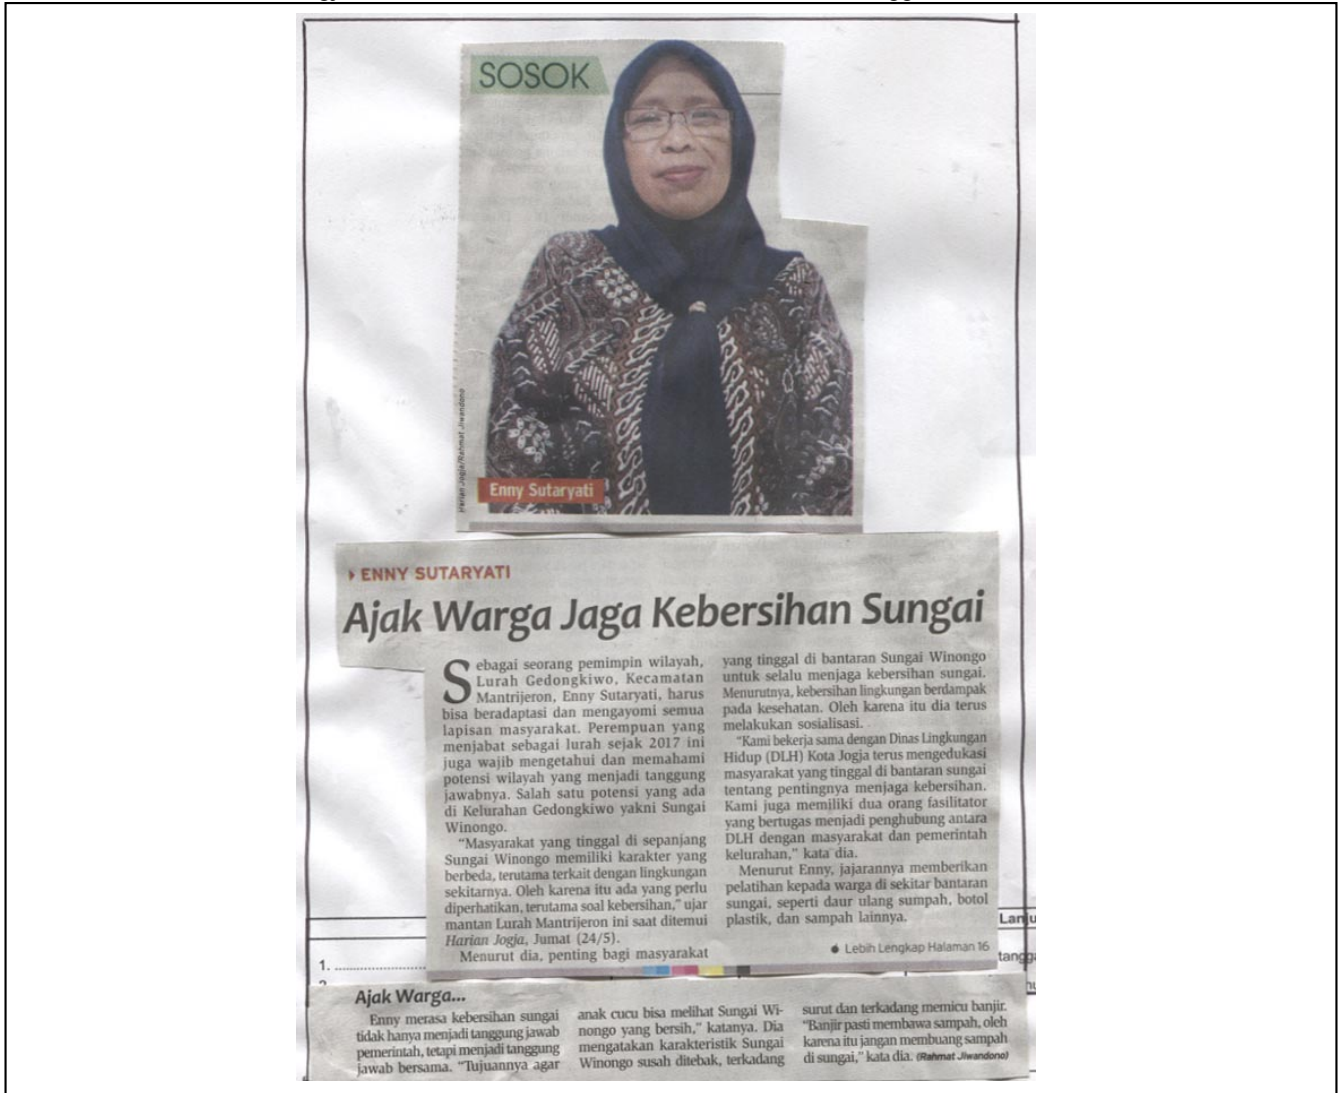 SOSOK
Harian Jogja/Rahmat Jiwandono
Enny Sutaryati
ENNY SUTARYATI
Ajak Warga Jaga Kebersihan Sungai
Sebagai seorang pemimpin wilayah,
Lurah Gedongkiwo, Kecamatan
Mantrijeron, Enny Sutaryati, harus
bisa beradaptasi dan mengayomi semua
lapisan masyarakat. Perempuan yang
menjabat sebagai lurah sejak 2017 ini
juga wajib mengetahui dan memahami
potensi wilayah yang menjadi tanggung
jawabnya. Salah satu potensi yang ada
di Kelurahan Gedongkiwo yakni Sungai
Winongo.
“Masyarakat yang tinggal di sepanjang
Sungai Winongo memiliki karakter yang
berbeda, terutama terkait dengan lingkungan
sekitarnya. Oleh karena itu ada yang perlu
diperhatikan, terutama soal kebersihan,” ujar
mantan Lurah Mantrijeron ini saat ditemui
Harian Jogja, Jumat (24/5).
Menurut dia, penting bagi masyarakat
yang tinggal di bantaran Sungai Winongo
untuk selalu menjaga kebersihan sungai.
Menurutnya, kebersihan lingkungan berdampak
pada kesehatan. Oleh karena itu dia terus
melakukan sosialisasi.
“Kami bekerja sama dengan Dinas Lingkungan
Hidup (DLH) Kota Jogja terus mengedukasi
masyarakat yang tinggal di bantaran sungai
tentang pentingnya menjaga kebersihan.
Kami juga memiliki dua orang fasilitator
yang bertugas menjadi penghubung antara
DLH dengan masyarakat dan pemerintah
kelurahan,” kata dia.
Menurut Enny, jajarannya memberikan
pelatihan kepada warga di sekitar bantaran
sungai, seperti daur ulang sumpah, botol
plastik, dan sampah lainnya.
Lebih Lengkap Halaman 16
Lanju
1. ........................
tangga
Ajak Warga...
Enny merasa kebersihan sungai
tidak hanya menjadi tanggung jawab
pemerintah, tetapi menjadi tanggung
jawab bersama. “Tujuannya agar
anak cucu bisa melihat Sungai Wi-
nongo yang bersih,” katanya. Dia
mengatakan karakteristik Sungai
Winongo susah ditebak, terkadang
surut dan terkadang memicu banjir.
“Banjir pasti membawa sampah, oleh
karena itu jangan membuang sampah
di sungai,” kata dia. (Rahmat Jiwandono)